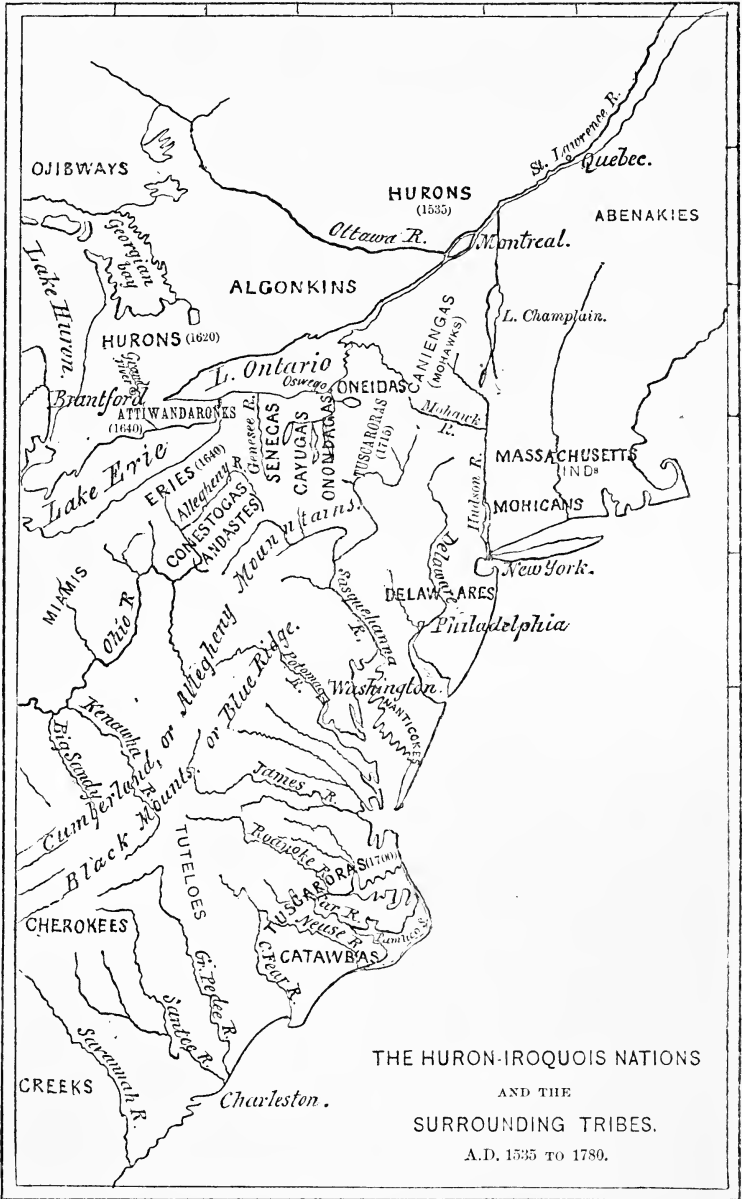 St. Lawrence R.
Quebec.
OJIBWAYS
HURONS
(1535)
ABENAKIES
Ottawa R.
Montreal.
Georgian
bay
Lake Huron.
ALGONKINS
CANIENGAS
(MOHAWKS)
L. Champlain.
HURONS (1620)
Grand
River
L. Ontario
Oswego
ONEIDAS
Brantford
ATTIWANDARONKS
(1640)
Mohawk
R.
Genesee R.
SENECAS
CAYUGAS
ONONDAGAS
TUSCARORAS
(1715)
Hudson R.
MASSACHUSETTS
INDS
Lake Erie
ERIES (1640)
Allegheny R.
CONESTOGAS
(ANDASTES)
MOHICANS
New York.
Delaware
DELAWARES
MIAMIS
Ohio R
Susquehanna
R.
Philadelphia
Potomac
R.
Washington.
NANTICOKES
Kenawha
R.
Big Sandy
Cumberland, or Allegheny Mountains.
Black Mounts. or Blue Ridge.
James R.
Roanoke R.
TUTELOES
TUSCARORAS (1700)
Tar R.
Neuse R.
Pamlico S.
CHEROKEES
CATAWBAS
C. Fear R.
Gt. Pedee R.
Santee R.
Savannah R.
CREEKS
Charleston.
THE HURON-IROQUOIS NATIONS
AND THE
SURROUNDING TRIBES.
A.D. 1535 TO 1780.